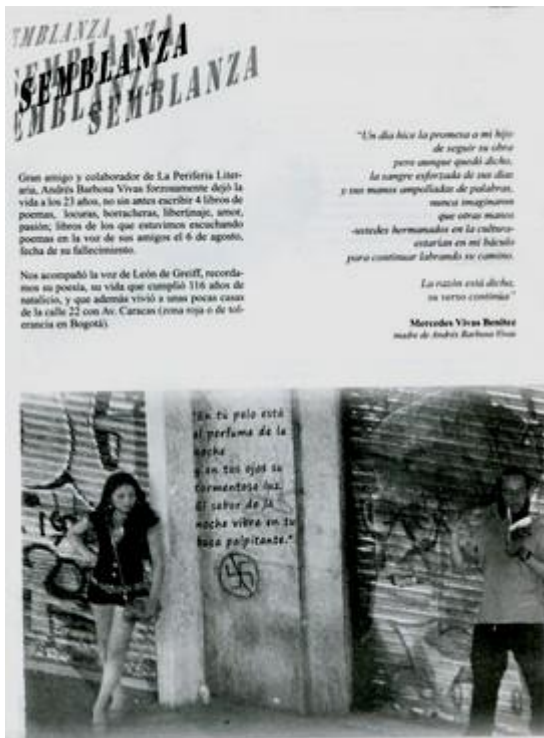 SEMBLANZA
SEMBLANZA
SEMBLANZA
SEMBLANZA
SEMBLANZA
Gran amigo y colaborador de La Periferia Liter-
aria, Andrés Barbosa Vivas forzosamente dejó la
vida a los 23 años, no sin antes escribir 4 libros de
poemas, locuras, borracheras, libertinaje, amor,
pasión; libros de los que estuvimos escuchando
poemas en la voz de sus amigos el 6 de agosto,
fecha de su fallecimiento.
Nos acompañó la voz de León de Greiff, recorda-
mos su poesía, su vida que cumplió 116 años de
natalicio, y que además vivió a unas pocas casas
de la calle 22 con Av. Caracas (zona roja o de tol-
erancia en Bogotá).
"Un día hice la promesa a mi hijo
de seguir su obra
pero aunque quedó dicho,
la sangre esforzada de sus días
y sus manos ampolladas de palabras,
nunca imaginaron
que otras manos
-ustedes hermanados en la cultura-
estarían en mi báculo
para continuar labrando su camino.
La razón está dicha,
su verso continúa"
Mercedes Vivas Benítez
madre de Andrés Barbosa Vivas
"En tu pelo está
el perfume de la
noche
y en tus ojos su
tormentosa luz.
El sabor de la
noche vibra en tu
boca palpitante."